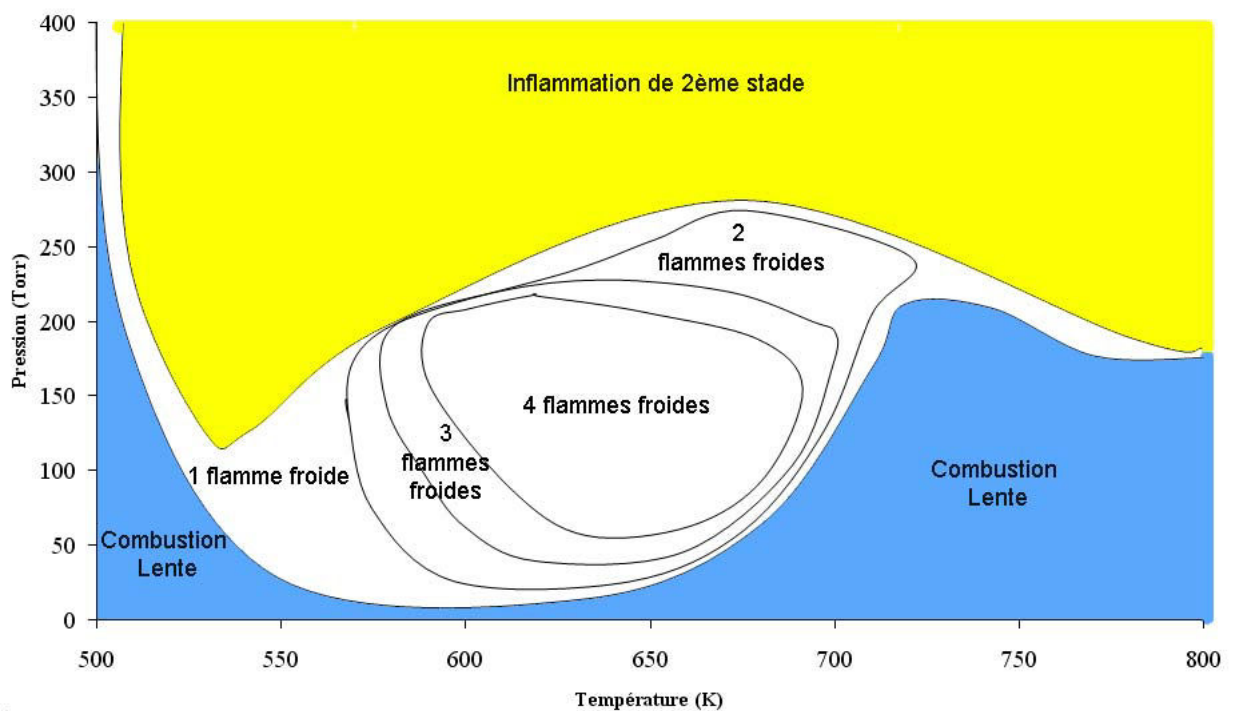 400
350
300
250
200
150
100
50
0
Pression (Torr)
Inflammation de 2ème stade
2
flammes froides
4 flammes froides
3
flammes
froides
1 flamme froide
Combustion
Lente
Combustion
Lente
500
550
600
650
700
750
800
Température (K)